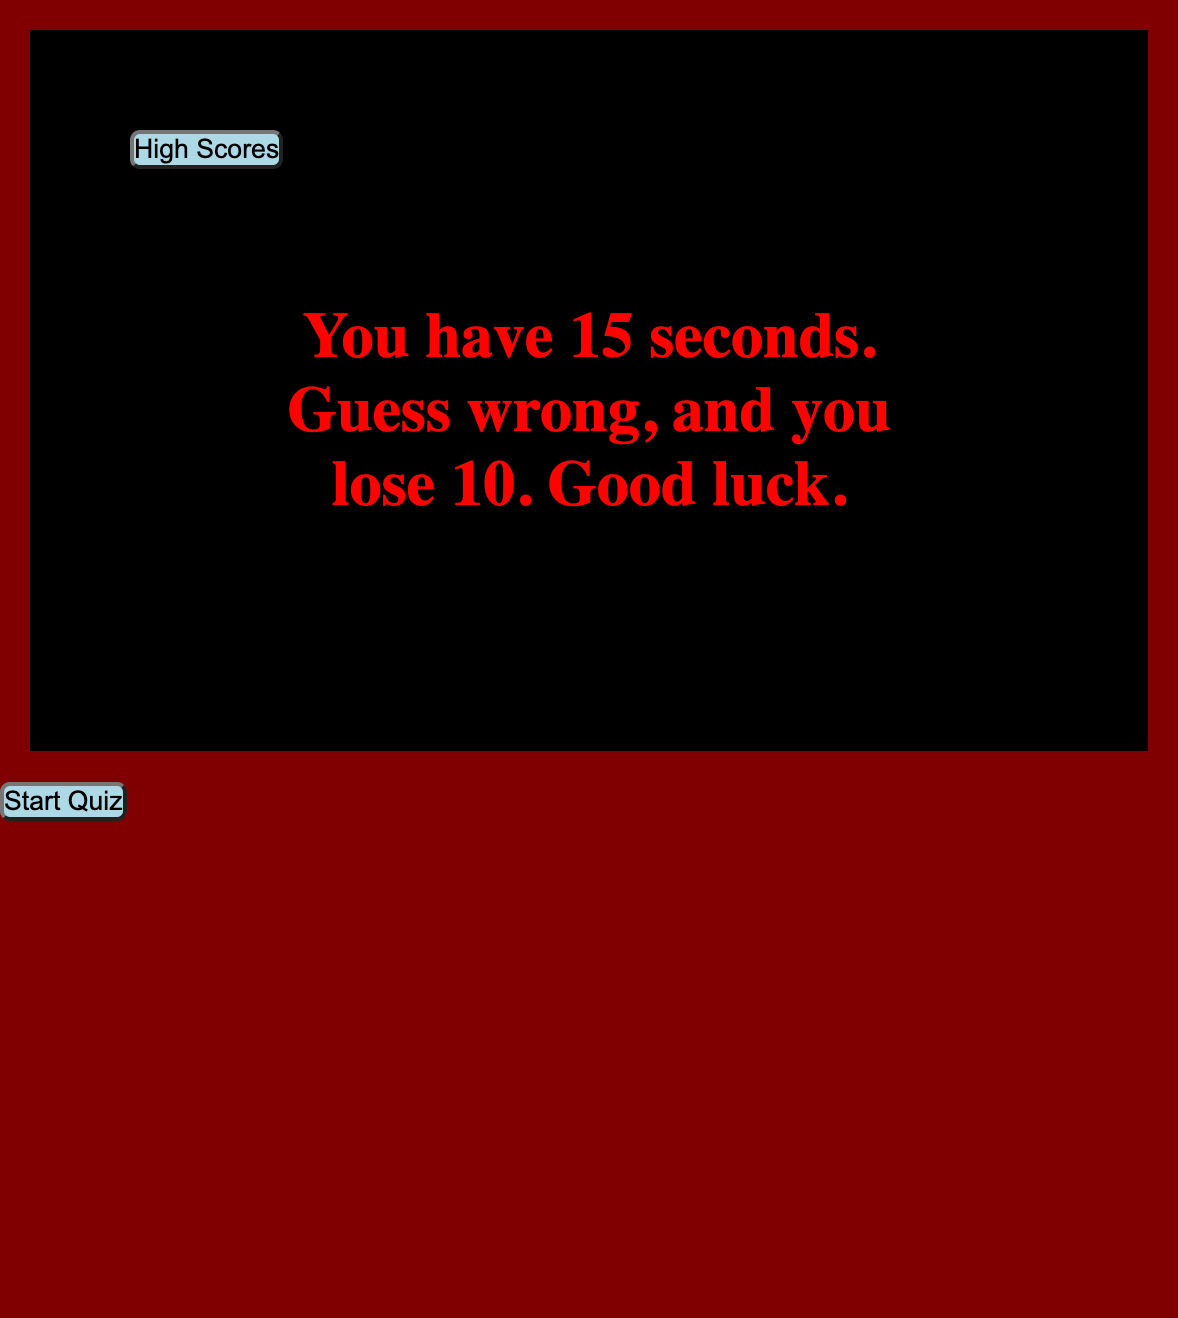 High Scores
You have 15 seconds.
Guess wrong, and you
lose 10. Good luck.
Start Quiz